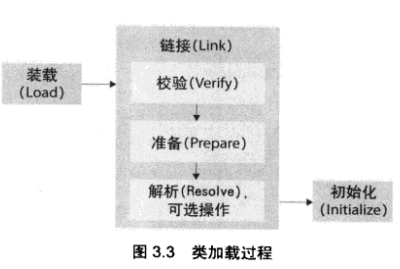 链接(Link)
装载
(Load)
校验(Verify)
准备(Prepare)
解析(Resolve),
可选操作
初始化
(Initialize)
图 3.3 类加载过程